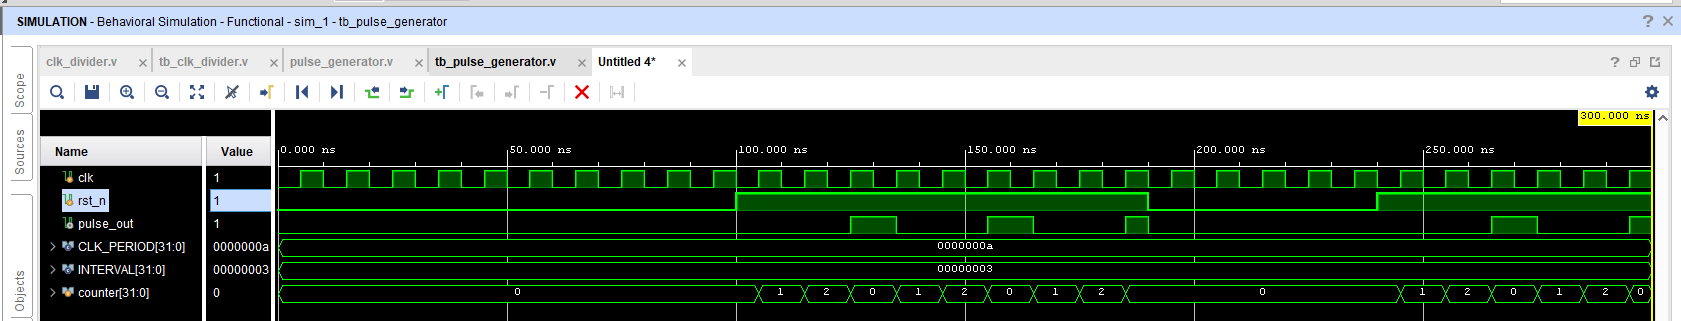 SIMULATION - Behavioral Simulation - Functional - sim_1 - tb_pulse_generator
? ×
Scope
Sources
Objects
clk_divider.v × tb_clk_divider.v × pulse_generator.v × tb_pulse_generator.v × Untitled 4* ×
?
300.000 ns
Name Value
0.000 ns 50.000 ns 100.000 ns 150.000 ns 200.000 ns 250.000 ns
clk 1
rst_n 1
pulse_out 1
CLK_PERIOD[31:0] 0000000a 0000000a
INTERVAL[31:0] 00000003 00000003
counter[31:0] 0 0 1 2 0 1 2 0 1 2 0 1 2 0 1 2 0